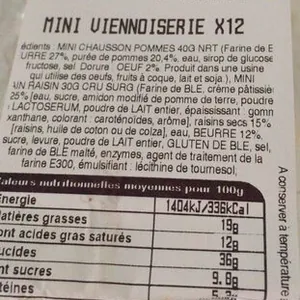 MINI VIENNOISERIE X12
édients : MINI CHAUSSON POMMES 40G NRT (Farine de
URRE 27%, purée de pommes 20,4%, eau, sirop de glucose
fructose, sel Dorure OEUF 2% Produit dans une usine
qui utilise des oeufs, fruits à coque, lait et soja.), MINI
AIN RAISIN 30G CRU SURG (Farine de BLE, crème pâtissière
25% [eau, sucre, amidon modifié de pomme de terre, poudre
LACTOSERUM, poudre de LAIT entier, épaississant : gomm
xanthane, colorant : caroténoïdes, arôme], raisins secs 15%
[raisins, huile de coton ou de colza], eau, BEURRE 12%,
sucre, levure, poudre de LAIT entier, GLUTEN DE BLE, sel,
farine de BLE malté, enzymes, agent de traitement de la
farine E300, émulsifiant : lécithine de tournesol,
Valeurs nutritionnelles moyennes pour 100g
Energie 1404kJ/336kCal
atières grasses 19g
ont acides gras saturés 12g
ucides 36g
nt sucres 9.8g
téines
A conserver à température